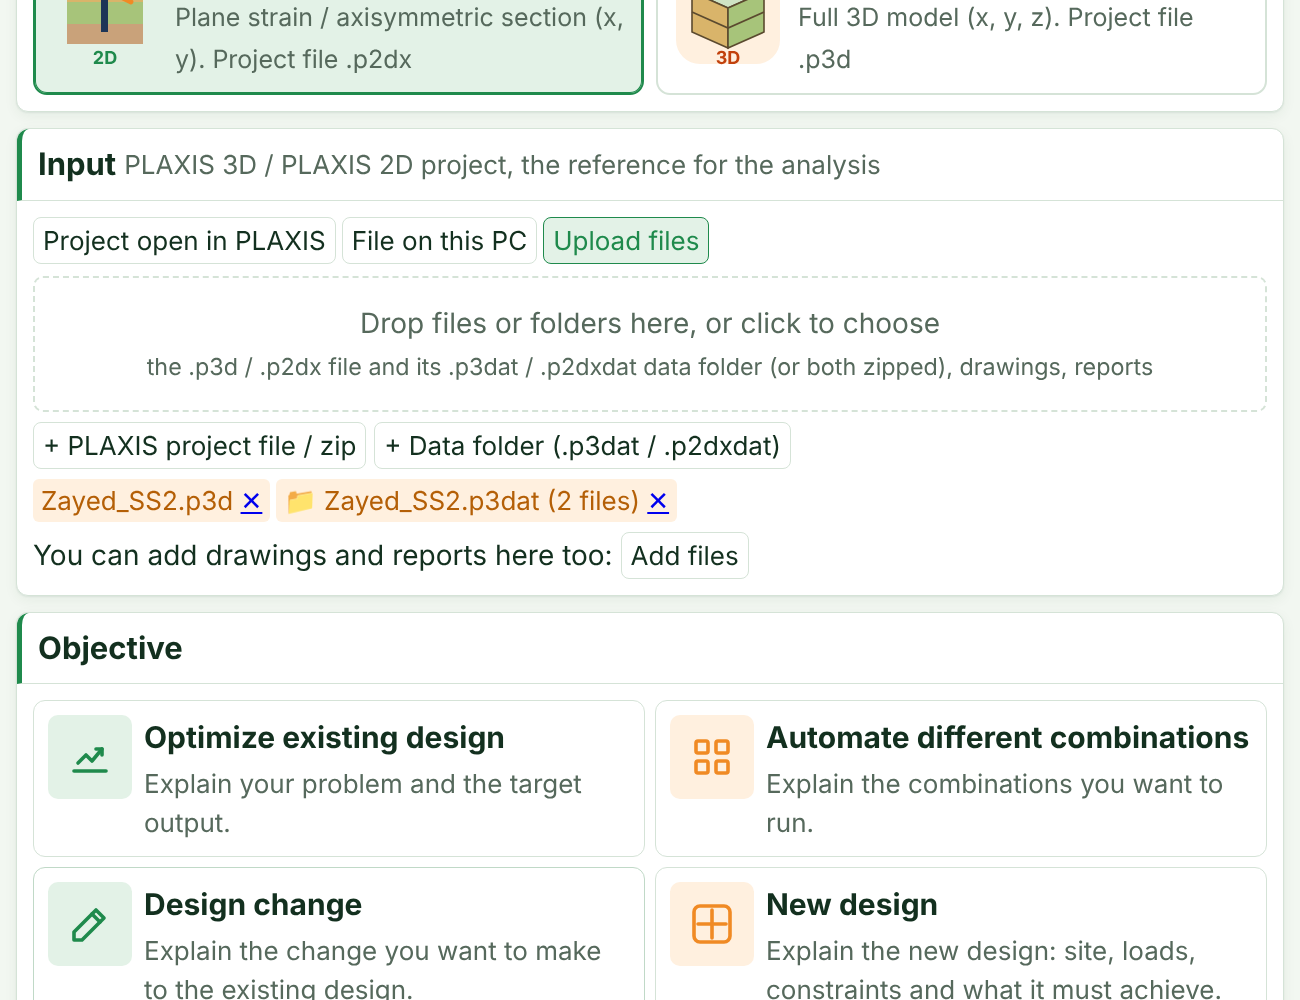 Plane strain / axisymmetric section (x,
y). Project file .p2dx
2D
Full 3D model (x, y, z). Project file
.p3d
3D
Input PLAXIS 3D / PLAXIS 2D project, the reference for the analysis
Project open in PLAXIS File on this PC Upload files
Drop files or folders here, or click to choose
the .p3d / .p2dx file and its .p3dat / .p2dxdat data folder (or both zipped), drawings, reports
+ PLAXIS project file / zip + Data folder (.p3dat / .p2dxdat)
Zayed_SS2.p3d ✕ 📁 Zayed_SS2.p3dat (2 files) ✕
You can add drawings and reports here too: Add files
Objective
Optimize existing design
Explain your problem and the target
output.
Automate different combinations
Explain the combinations you want to
run.
Design change
Explain the change you want to make
to the existing design.
New design
Explain the new design: site, loads,
constraints and what it must achieve.